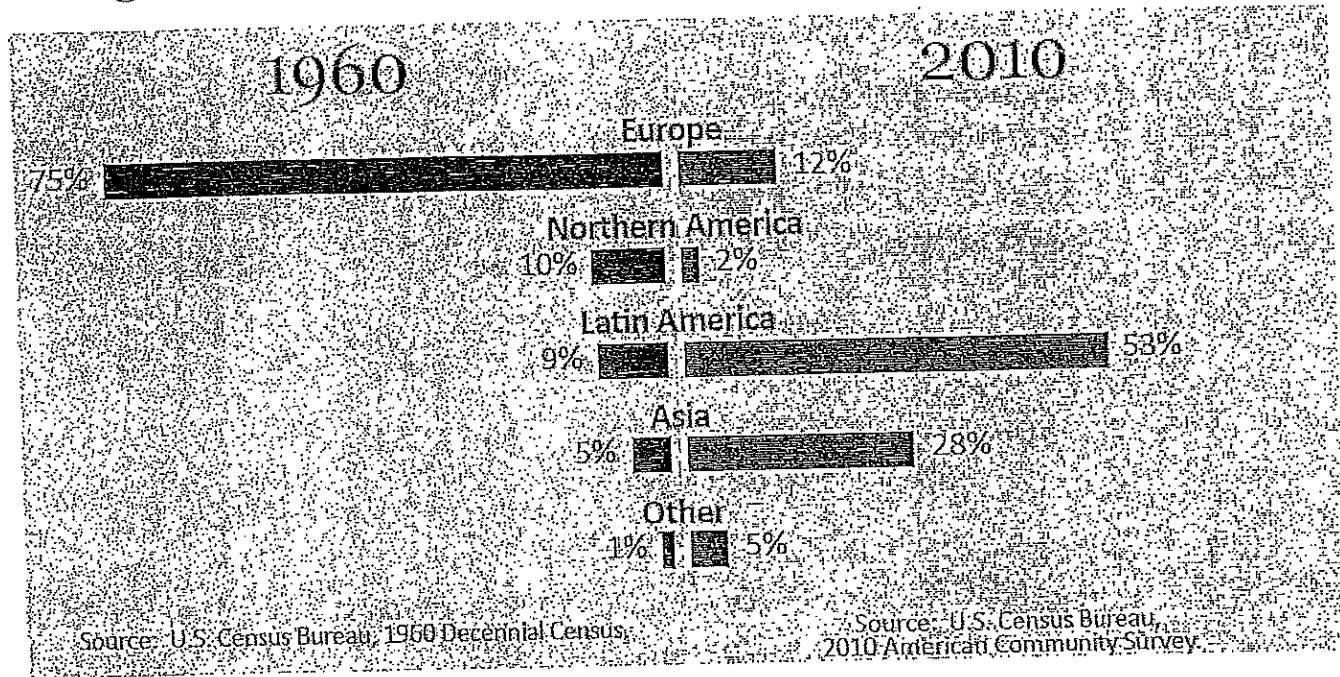 1960 2010
Europe
75% 12%
Northern America
10% 2%
Latin America
9% 53%
Asia
5% 28%
Other
1% 5%
Source: U.S. Census Bureau, 1960 Decennial Census.
Source: U.S. Census Bureau,
2010 American Community Survey.